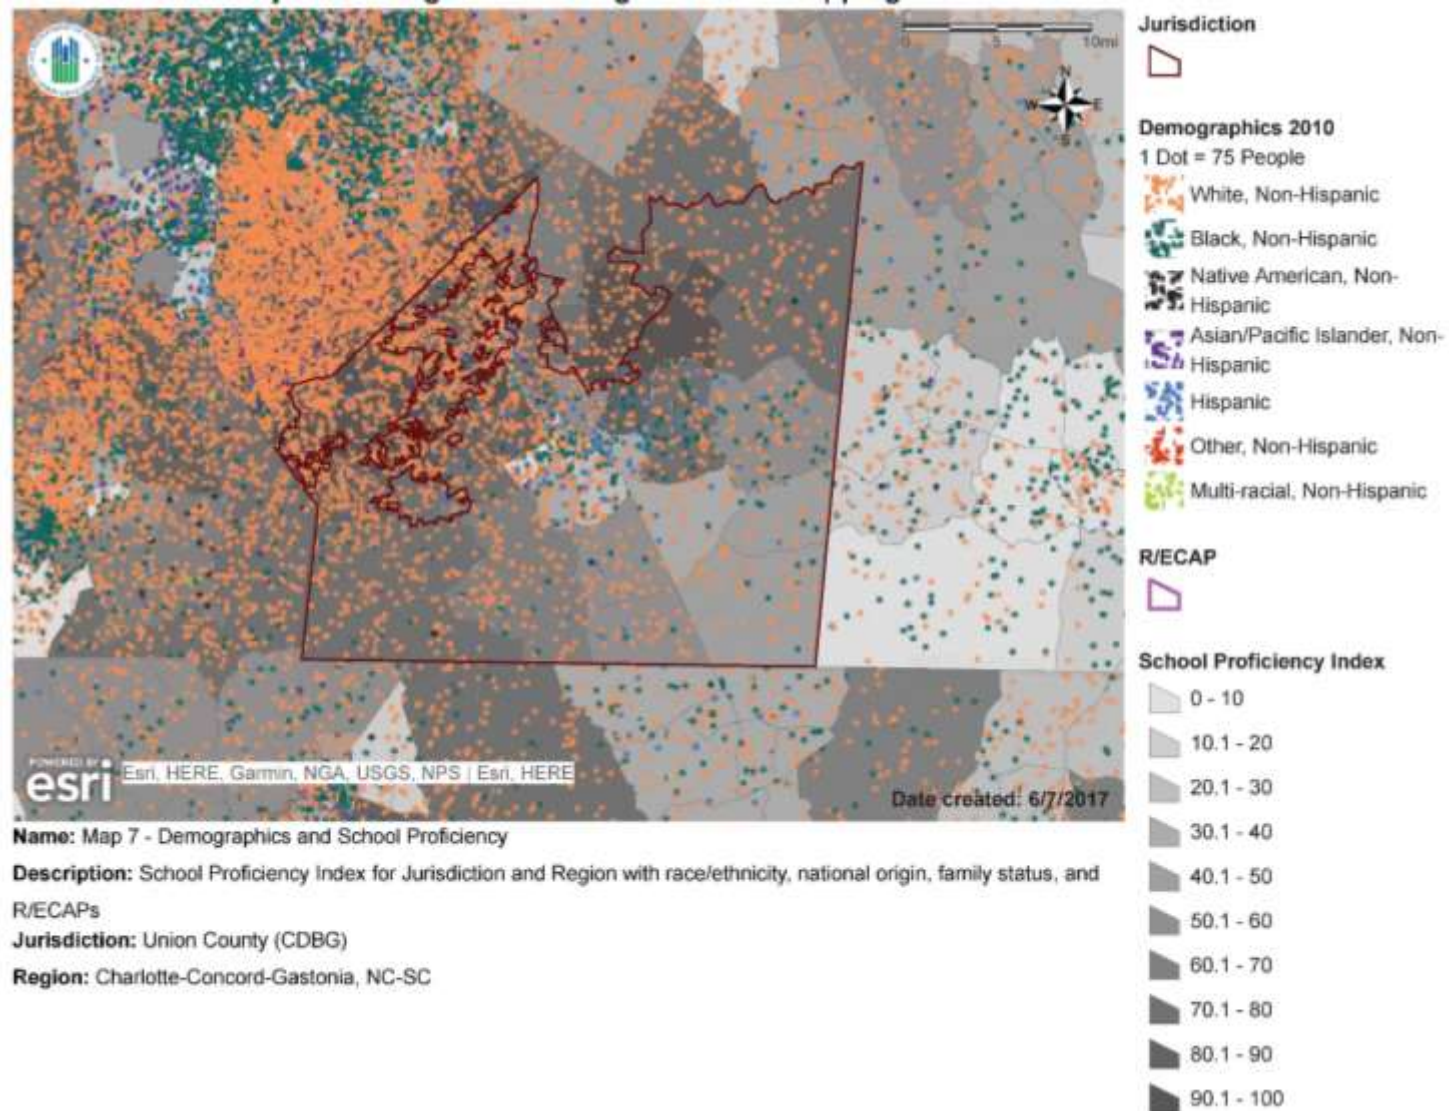 0 5 10mi
N
W E
S
POWERED BY
esri
Esri, HERE, Garmin, NGA, USGS, NPS | Esri, HERE
Date created: 6/7/2017
Name: Map 7 - Demographics and School Proficiency
Description: School Proficiency Index for Jurisdiction and Region with race/ethnicity, national origin, family status, and
R/ECAPs
Jurisdiction: Union County (CDBG)
Region: Charlotte-Concord-Gastonia, NC-SC
Jurisdiction
Demographics 2010
1 Dot = 75 People
White, Non-Hispanic
Black, Non-Hispanic
Native American, Non-
Hispanic
Asian/Pacific Islander, Non-
Hispanic
Hispanic
Other, Non-Hispanic
Multi-racial, Non-Hispanic
R/ECAP
School Proficiency Index
0 - 10
10.1 - 20
20.1 - 30
30.1 - 40
40.1 - 50
50.1 - 60
60.1 - 70
70.1 - 80
80.1 - 90
90.1 - 100